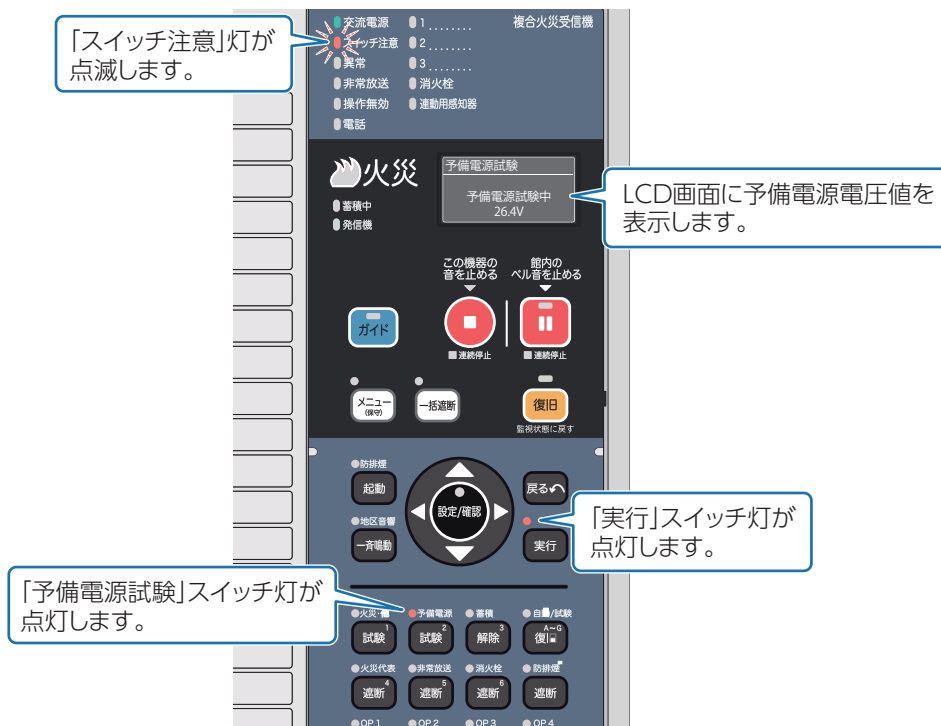 「スイッチ注意」灯が
点滅します。
交流電源
スイッチ注意
異常
非常放送
操作無効
電話
1........
2........
3........
消火栓
連動用感知器
複合火災受信機
火災
蓄積中
発信機
予備電源試験
予備電源試験中
26.4V
LCD画面に予備電源電圧値を
表示します。
この機器の
音を止める
館内の
ベル音を止める
ガイド
連続停止
連続停止
メニュー
(保守)
一括遮断
復旧
監視状態に戻す
防排煙
起動
地区音響
一斉鳴動
設定/確認
戻る
実行
「実行」スイッチ灯が
点灯します。
「予備電源試験」スイッチ灯が
点灯します。
火災・
試験 1
予備電源
試験 2
蓄積
解除 3
自 /試験
A~G
復
火災代表
遮断 4
非常放送
遮断 5
消火栓
遮断 6
防排煙
遮断
OP1
OP2
OP3
OP4